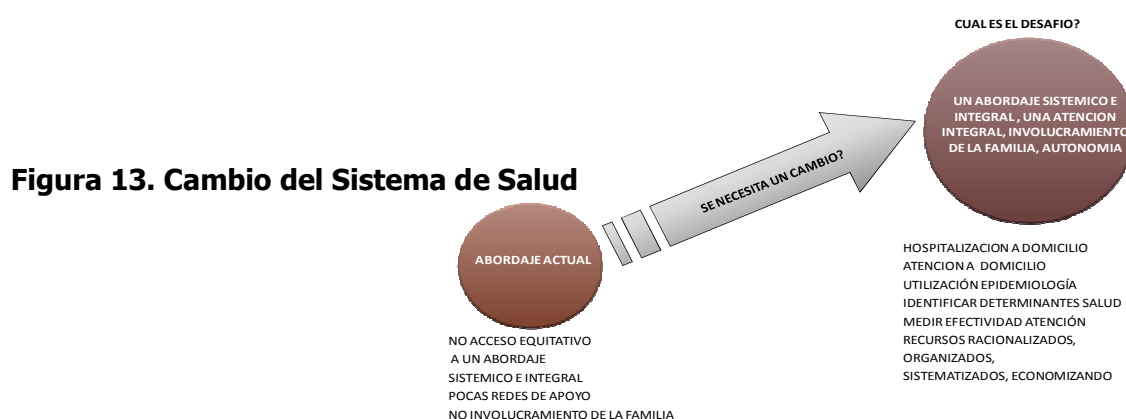 CUAL ES EL DESAFIO?
UN ABORDAJE SISTEMICO E
INTEGRAL , UNA ATENCION
INTEGRAL, INVOLUCRAMIENTO
DE LA FAMILIA, AUTONOMIA
SE NECESITA UN CAMBIO?
Figura 13. Cambio del Sistema de Salud
ABORDAJE ACTUAL
HOSPITALIZACION A DOMICILIO
ATENCION A DOMICILIO
UTILIZACIÓN EPIDEMIOLOGÍA
IDENTIFICAR DETERMINANTES SALUD
MEDIR EFECTIVIDAD ATENCIÓN
RECURSOS RACIONALIZADOS,
ORGANIZADOS,
SISTEMATIZADOS, ECONOMIZANDO
NO ACCESO EQUITATIVO
A UN ABORDAJE
SISTEMICO E INTEGRAL
POCAS REDES DE APOYO
NO INVOLUCRAMIENTO DE LA FAMILIA